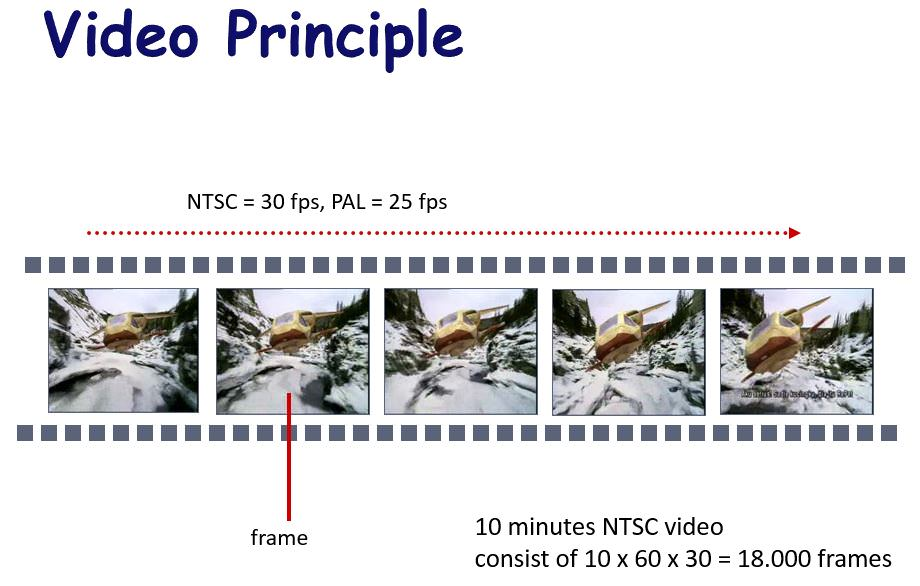 Video Principle
NTSC = 30 fps, PAL = 25 fps
frame
10 minutes NTSC video
consist of 10 x 60 x 30 = 18.000 frames